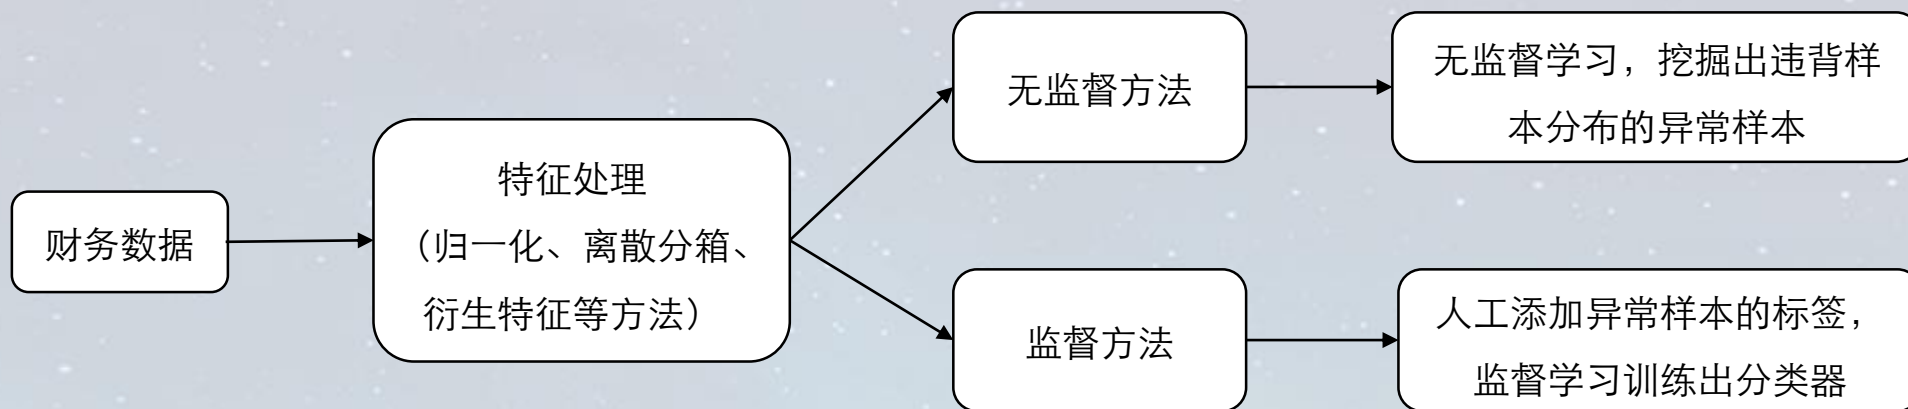 财务数据
特征处理
（归一化、离散分箱、
衍生特征等方法）
无监督方法
无监督学习，挖掘出违背样
本分布的异常样本
监督方法
人工添加异常样本的标签，
监督学习训练出分类器